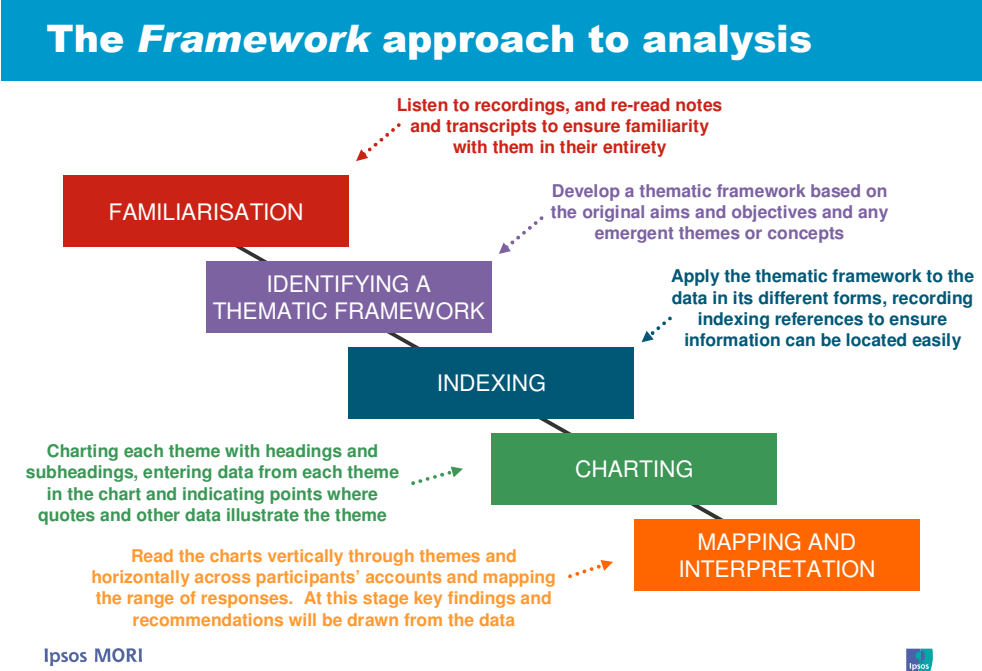 The Framework approach to analysis
Listen to recordings, and re-read notes
and transcripts to ensure familiarity
with them in their entirety
FAMILIARISATION
Develop a thematic framework based on
the original aims and objectives and any
emergent themes or concepts
IDENTIFYING A
THEMATIC FRAMEWORK
Apply the thematic framework to the
data in its different forms, recording
indexing references to ensure
information can be located easily
INDEXING
Charting each theme with headings and
subheadings, entering data from each theme
in the chart and indicating points where
quotes and other data illustrate the theme
CHARTING
Read the charts vertically through themes and
horizontally across participants’ accounts and mapping
the range of responses.  At this stage key findings and
recommendations will be drawn from the data
MAPPING AND
INTERPRETATION
Ipsos MORI
Ipsos